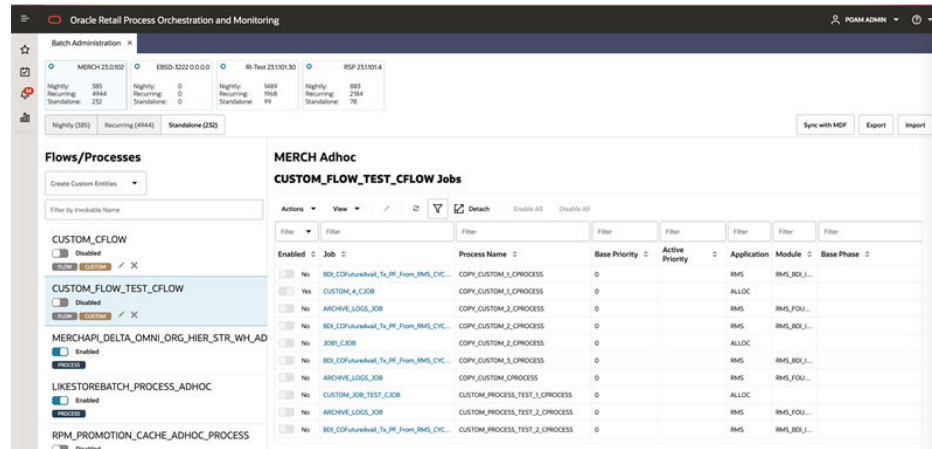 Oracle Retail Process Orchestration and Monitoring
POAM ADMIN
Batch Administration ×
MERCH 23.0.102
Nightly: 385
Recurring: 4944
Standalone: 232
EBSD-3222 0.0.0.0
Nightly: 0
Recurring: 0
Standalone: 0
RI-Test 23.1.101.30
Nightly: 1489
Recurring: 1968
Standalone: 99
RSP 23.1.101.4
Nightly: 883
Recurring: 2184
Standalone: 78
Nightly (385) Recurring (4944) Standalone (232)
Sync with MDF Export Import
Flows/Processes
Create Custom Entities
Filter by Invokable Name
CUSTOM_CFLOW
Disabled
FLOW CUSTOM
CUSTOM_FLOW_TEST_CFLOW
Disabled
FLOW CUSTOM
MERCHAPI_DELTA_OMNI_ORG_HIER_STR_WH_AD
Enabled
PROCESS
LIKESTOREBATCH_PROCESS_ADHOC
Enabled
PROCESS
RPM_PROMOTION_CACHE_ADHOC_PROCESS
Disabled
MERCH Adhoc
CUSTOM_FLOW_TEST_CFLOW Jobs
Actions View Detach Enable All Disable All
Filter Filter Filter Filter Filter Filter Filter
Enabled Job Process Name Base Priority Active Priority Application Module Base Phase
No BDI_COFutureAvail_Tx_PF_From_RMS_CYC... COPY_CUSTOM_1_CPROCESS 0 RMS RMS_BDI_I...
Yes CUSTOM_4_CJOB COPY_CUSTOM_1_CPROCESS 0 ALLOC
No ARCHIVE_LOGS_JOB COPY_CUSTOM_2_CPROCESS 0 RMS RMS_FOU...
No BDI_COFutureAvail_Tx_PF_From_RMS_CYC... COPY_CUSTOM_2_CPROCESS 0 RMS RMS_BDI_I...
No JOB1_CJOB COPY_CUSTOM_2_CPROCESS 0 ALLOC
No BDI_COFutureAvail_Tx_PF_From_RMS_CYC... COPY_CUSTOM_3_CPROCESS 0 RMS RMS_BDI_I...
No ARCHIVE_LOGS_JOB COPY_CUSTOM_CPROCESS 0 RMS RMS_FOU...
No CUSTOM_JOB_TEST_CJOB CUSTOM_PROCESS_TEST_1_CPROCESS 0 ALLOC
No ARCHIVE_LOGS_JOB CUSTOM_PROCESS_TEST_2_CPROCESS 0 RMS RMS_FOU...
No BDI_COFutureAvail_Tx_PF_From_RMS_CYC... CUSTOM_PROCESS_TEST_2_CPROCESS 0 RMS RMS_BDI_I...